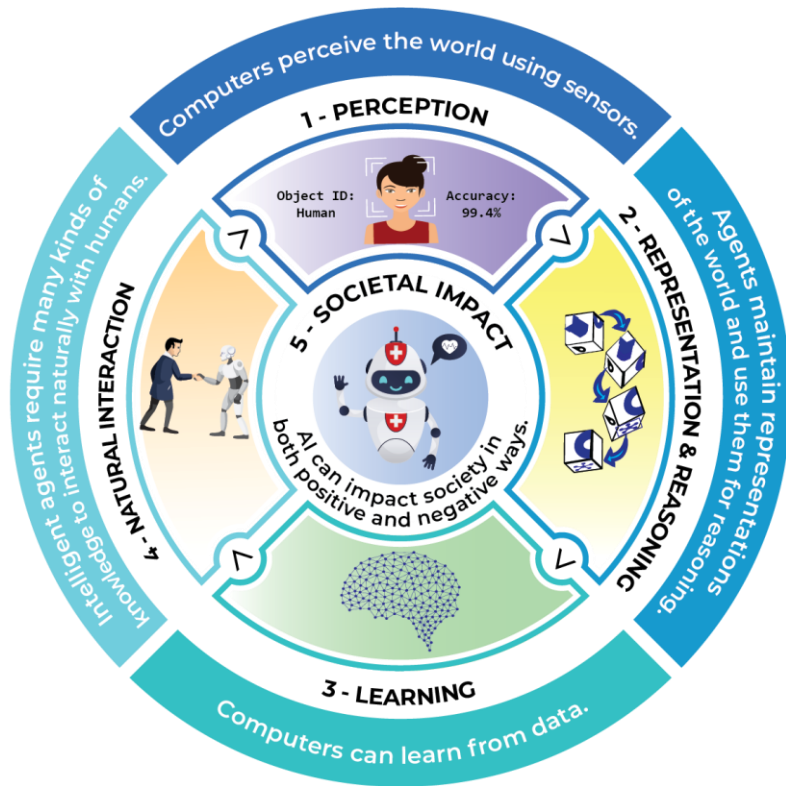 Computers perceive the world using sensors.
1 - PERCEPTION
Object ID:
Human
Accuracy:
99.4%
Agents maintain representations
of the world and use them for reasoning.
2 - REPRESENTATION & REASONING
3 - LEARNING
Computers can learn from data.
Intelligent agents require many kinds of
knowledge to interact naturally with humans.
4 - NATURAL INTERACTION
5 - SOCIETAL IMPACT
AI can impact society in
both positive and negative ways.